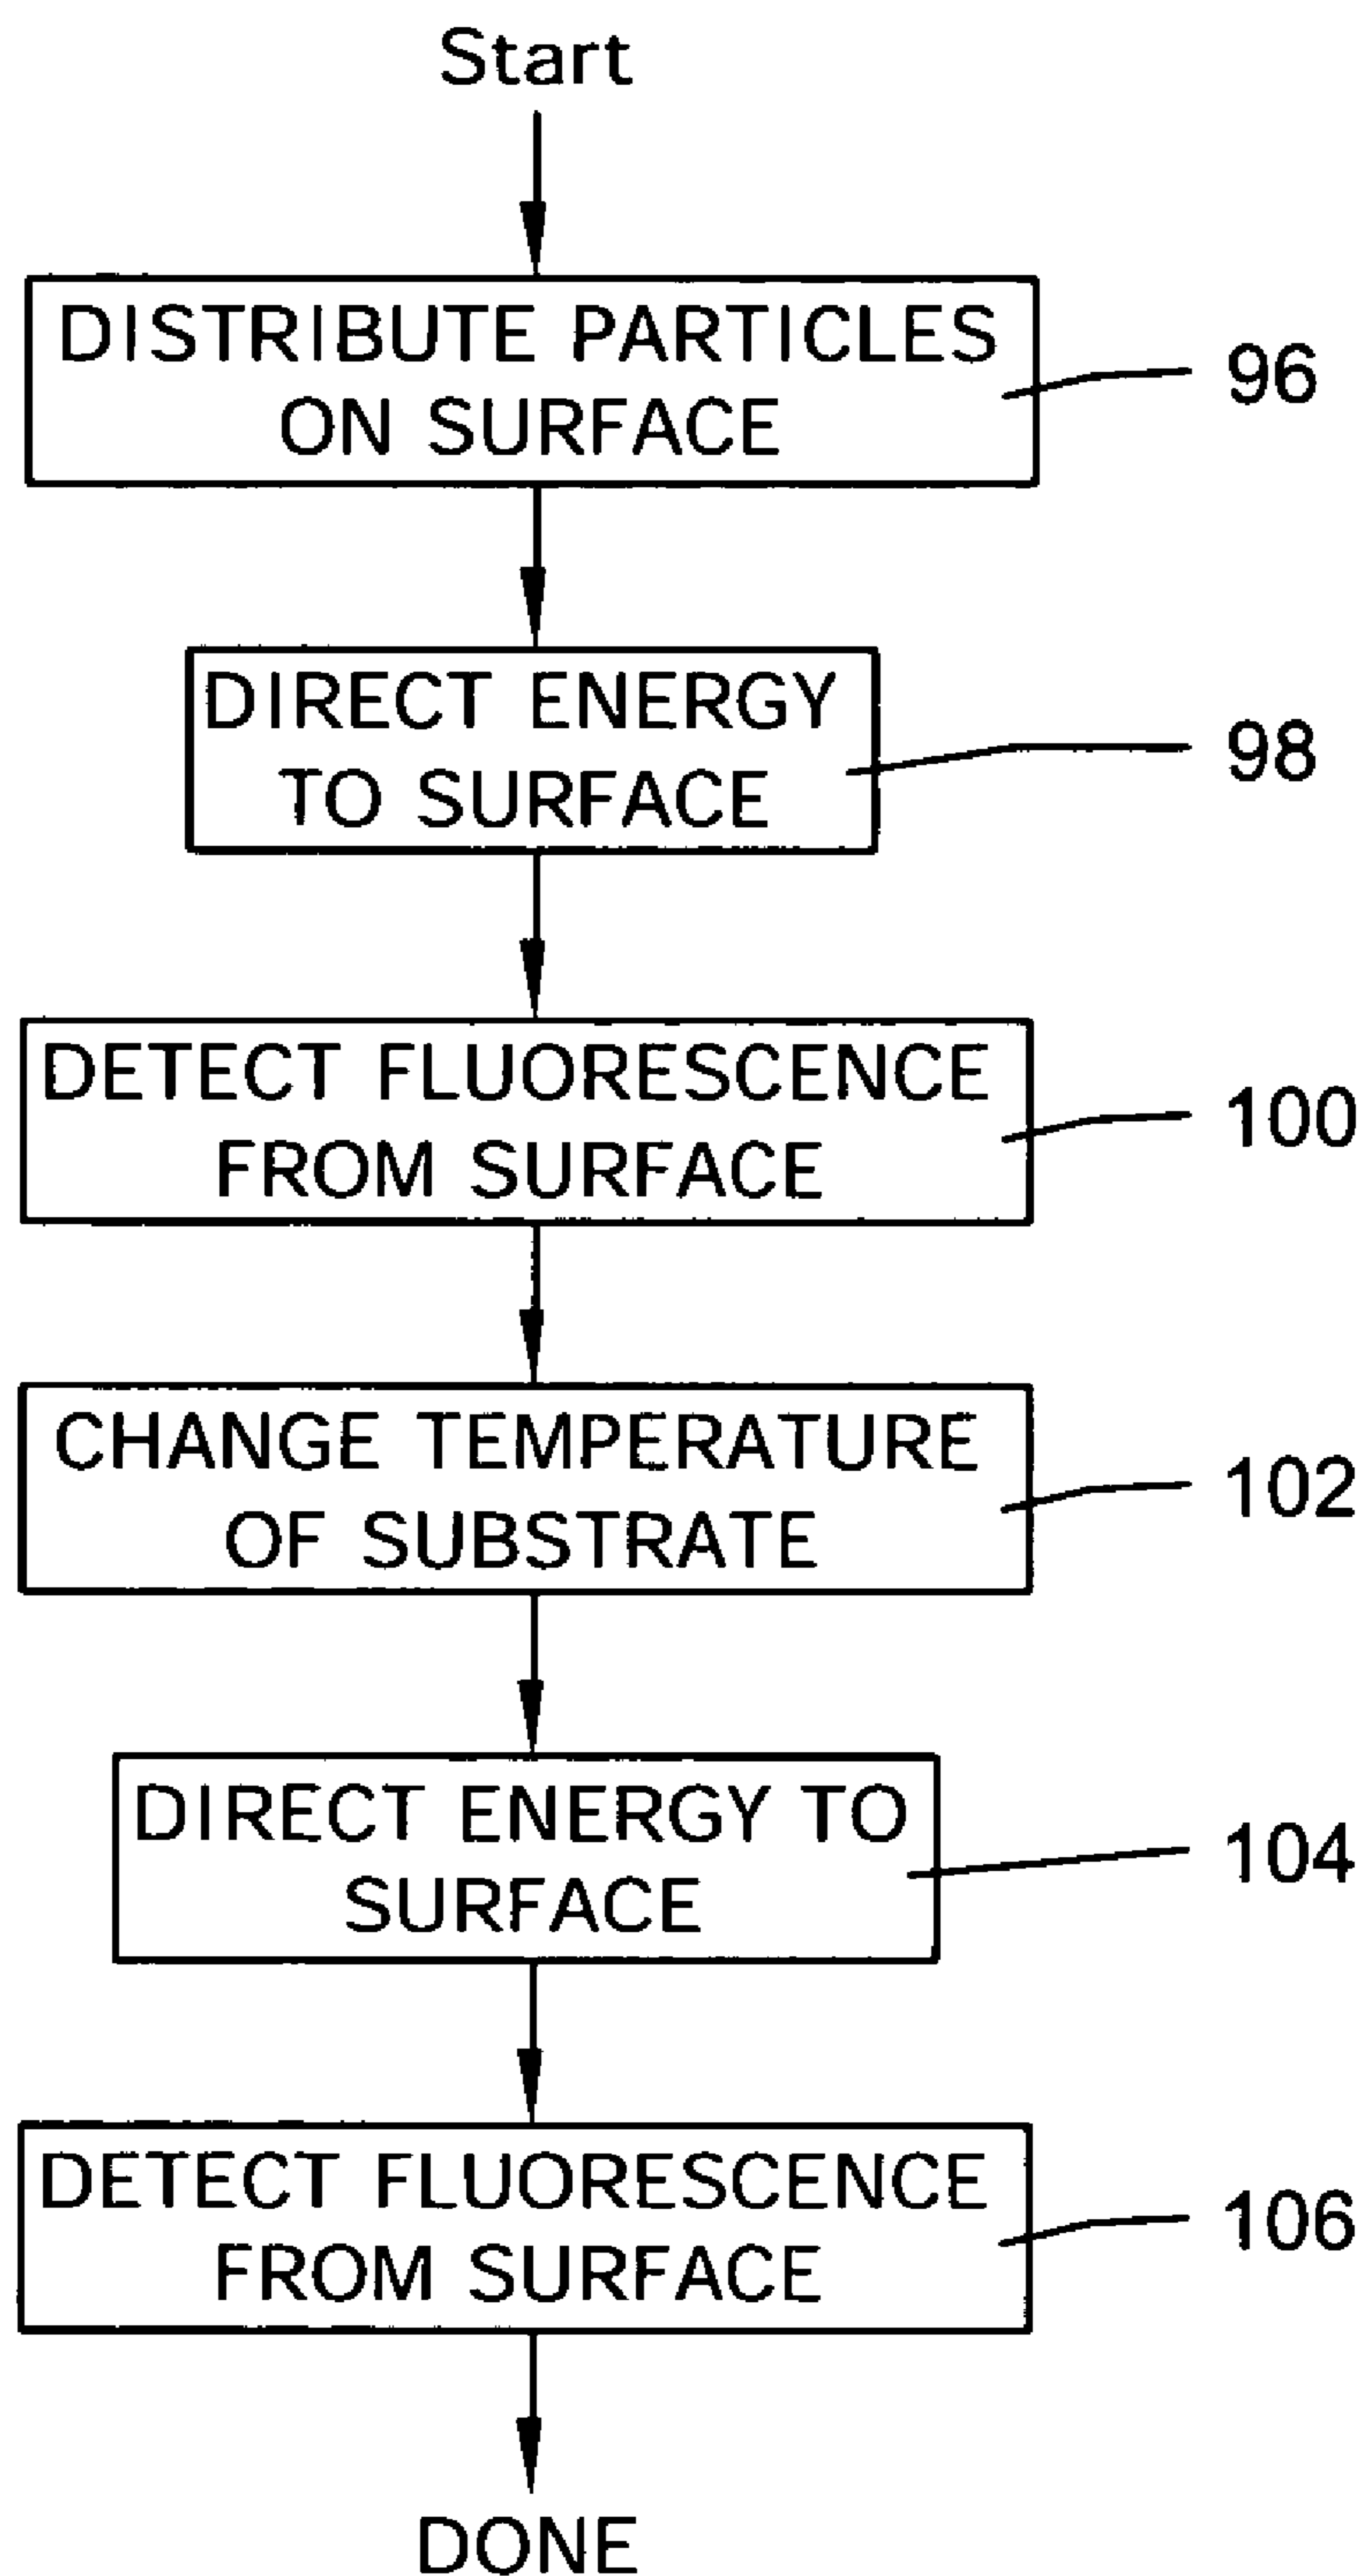 Start
DISTRIBUTE PARTICLES
ON SURFACE
96
DIRECT ENERGY
TO SURFACE
98
DETECT FLUORESCENCE
FROM SURFACE
100
CHANGE TEMPERATURE
OF SUBSTRATE
102
DIRECT ENERGY TO
SURFACE
104
DETECT FLUORESCENCE
FROM SURFACE
106
DONE